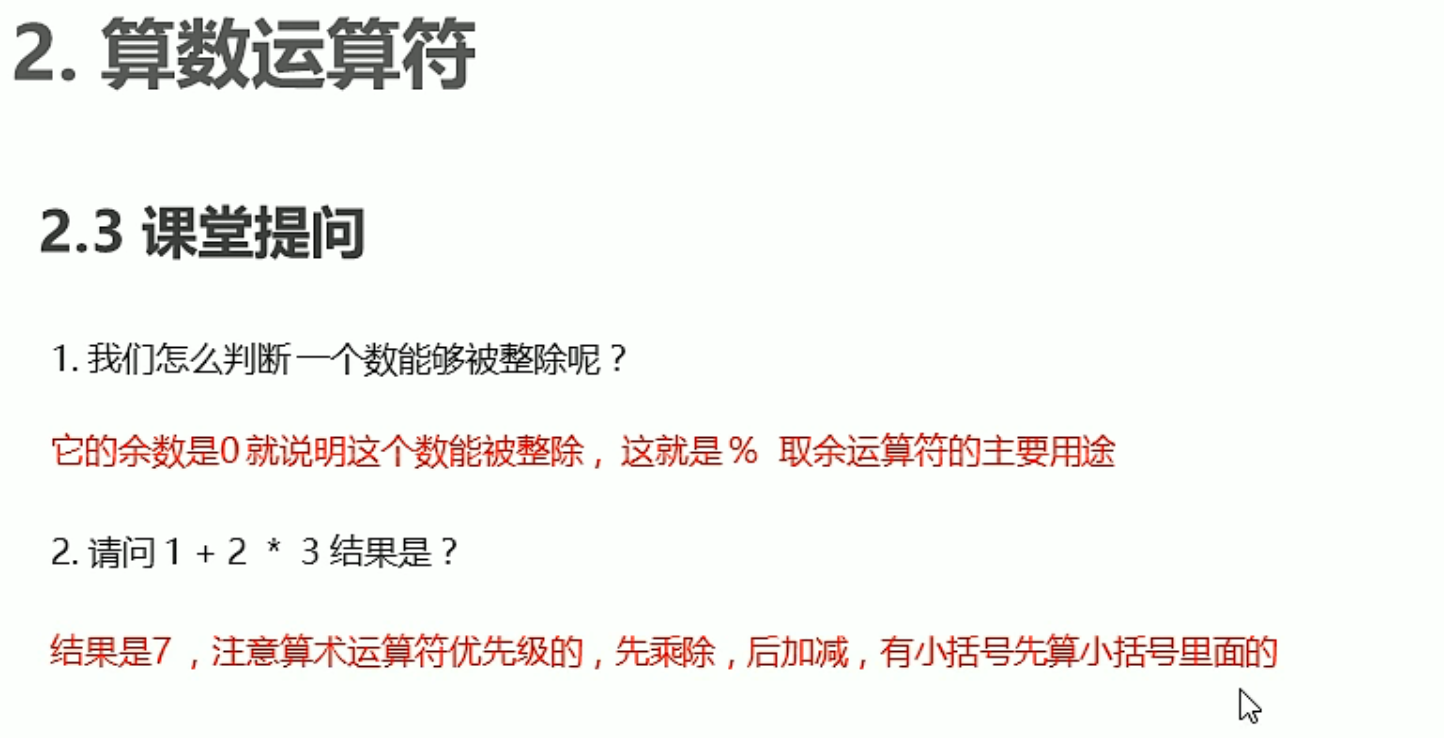 2. 算数运算符
2.3 课堂提问
1. 我们怎么判断一个数能够被整除呢？
它的余数是0 就说明这个数能被整除， 这就是 % 取余运算符的主要用途
2. 请问 1 + 2 * 3 结果是？
结果是7 ，注意算术运算符优先级的，先乘除，后加减，有小括号先算小括号里面的